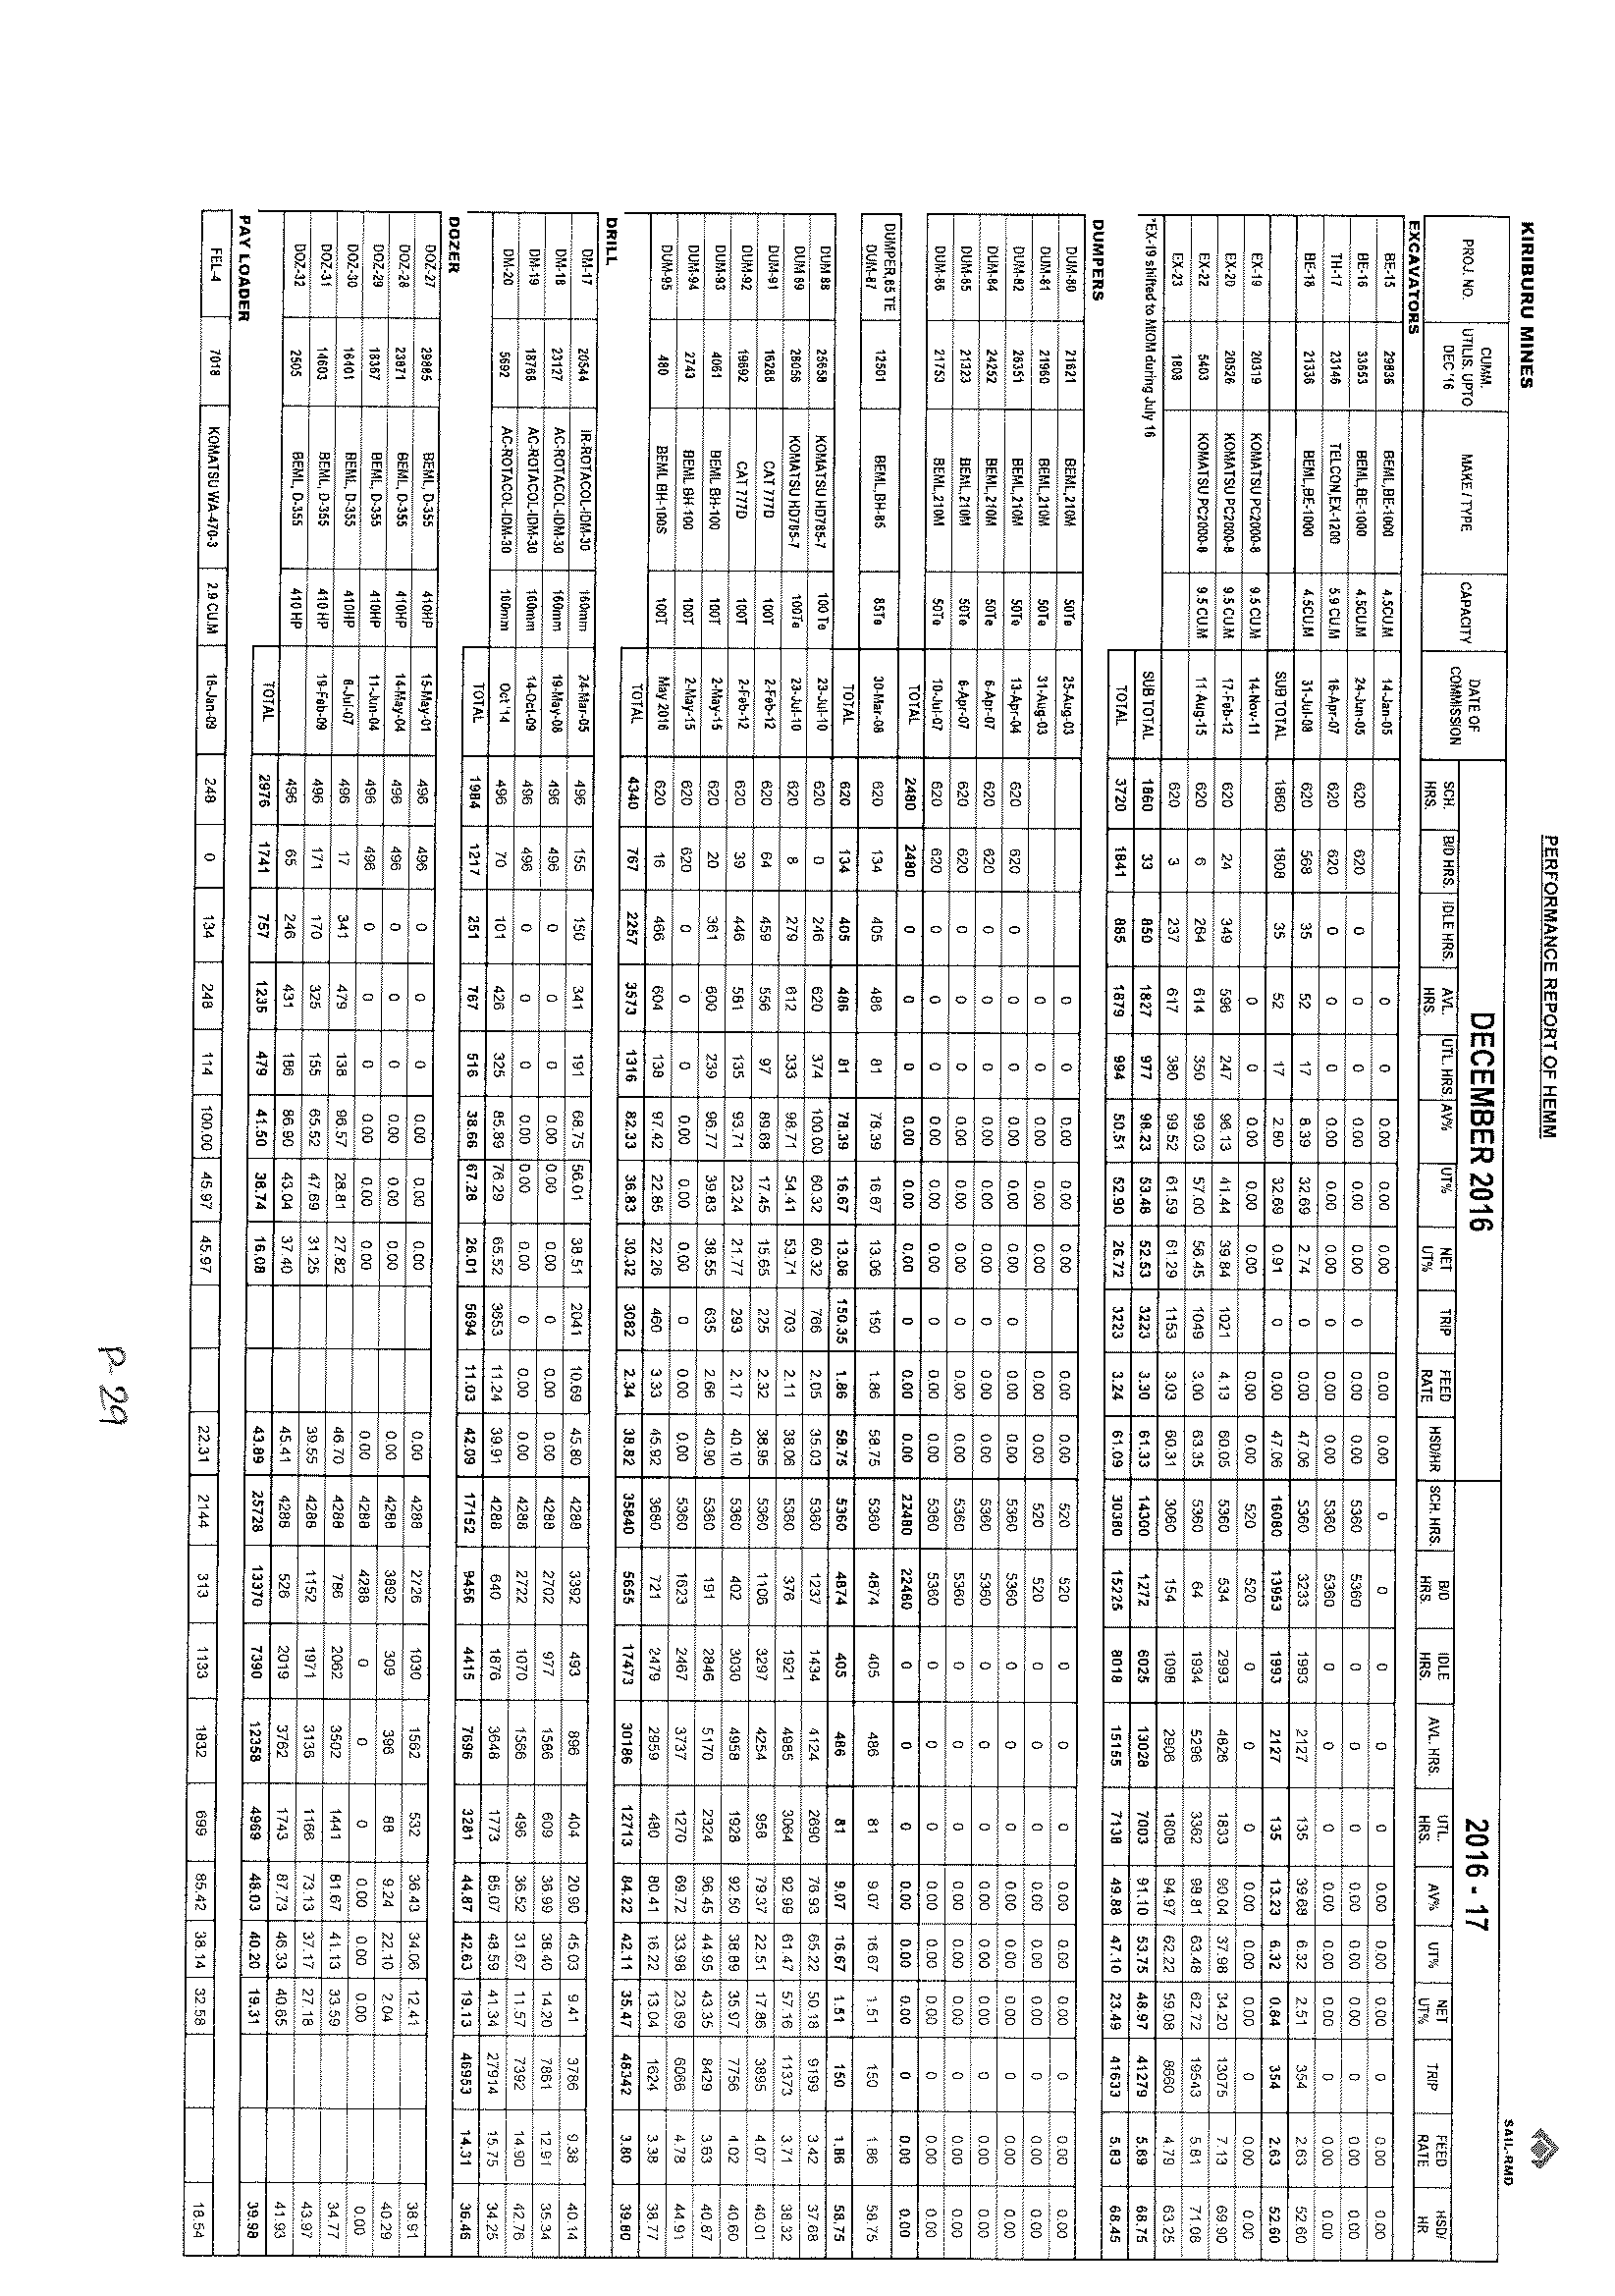 PERFORMANCE REPORT OF HEMM
SAIL-RMD
KIRIBURU MINES
DECEMBER 2016 2016 - 17
PROJ. NO. CUMM. UTILIS. UPTO DEC '16 MAKE / TYPE CAPACITY DATE OF COMMISSION SCH. HRS. B/D HRS. IDLE HRS. AVL. HRS. UTL. HRS. AV% UT% NET UT% TRIP FEED RATE HSD/HR SCH. HRS. B/D HRS. IDLE HRS. AVL. HRS. UTL. HRS. AV% UT% NET UT% TRIP FEED RATE HSD/ HR
EXCAVATORS
BE-15 29836 BEML,BE-1000 4.5CU.M 14-Jan-05 0 0 0.00 0.00 0.00 0.00 0.00 0 0 0 0 0 0.00 0.00 0.00 0 0.00 0.00
BE-16 33653 BEML,BE-1000 4.5CU.M 24-Jun-05 620 620 0 0 0 0.00 0.00 0.00 0 0.00 0.00 5360 5360 0 0 0 0.00 0.00 0.00 0 0.00 0.00
TH-17 23146 TELCON,EX-1200 5.9 CU.M 16-Apr-07 620 620 0 0 0 0.00 0.00 0.00 0 0.00 0.00 5360 5360 0 0 0 0.00 0.00 0.00 0 0.00 0.00
BE-18 21336 BEML,BE-1000 4.5CU.M 31-Jul-08 620 568 35 52 17 8.39 32.69 2.74 0 0.00 47.06 5360 3233 1993 2127 135 39.68 6.32 2.51 354 2.63 52.60
SUB TOTAL 1860 1808 35 52 17 2.80 32.69 0.91 0 0.00 47.06 16080 13953 1993 2127 135 13.23 6.32 0.84 354 2.63 52.60
EX-19 20319 KOMATSU PC2000-8 9.5 CU.M 14-Nov-11 0 0 0.00 0.00 0.00 0.00 0.00 520 520 0 0 0 0.00 0.00 0.00 0 0.00 0.00
EX-20 20526 KOMATSU PC2000-8 9.5 CU.M 17-Feb-12 620 24 349 596 247 96.13 41.44 39.84 1021 4.13 60.05 5360 534 2993 4826 1833 90.04 37.98 34.20 13075 7.13 69.90
EX-22 5403 KOMATSU PC2000-8 9.5 CU.M 11-Aug-15 620 6 264 614 350 99.03 57.00 56.45 1049 3.00 63.35 5360 64 1934 5296 3362 98.81 63.48 62.72 19543 5.81 71.08
EX-23 1808 620 3 237 617 380 99.52 61.59 61.29 1153 3.03 60.31 3060 154 1098 2906 1808 94.97 62.22 59.08 8660 4.79 63.25
*EX-19 shifted to MIOM during July 16 SUB TOTAL 1860 33 850 1827 977 98.23 53.48 52.53 3223 3.30 61.33 14300 1272 6025 13028 7003 91.10 53.75 48.97 41279 5.89 68.75
TOTAL 3720 1841 885 1879 994 50.51 52.90 26.72 3223 3.24 61.09 30380 15225 8018 15155 7138 49.88 47.10 23.49 41633 5.83 68.45
DUMPERS
DUM-80 21621 BEML,210M 50Te 25-Aug-03 0 0 0.00 0.00 0.00 0.00 0.00 520 520 0 0 0 0.00 0.00 0.00 0 0.00 0.00
DUM-81 21960 BEML,210M 50Te 31-Aug-03 0 0 0.00 0.00 0.00 0.00 0.00 520 520 0 0 0 0.00 0.00 0.00 0 0.00 0.00
DUM-82 26351 BEML,210M 50Te 13-Apr-04 620 620 0 0 0 0.00 0.00 0.00 0 0.00 0.00 5360 5360 0 0 0 0.00 0.00 0.00 0 0.00 0.00
DUM-84 24252 BEML,210M 50Te 6-Apr-07 620 620 0 0 0 0.00 0.00 0.00 0 0.00 0.00 5360 5360 0 0 0 0.00 0.00 0.00 0 0.00 0.00
DUM-85 21323 BEML,210M 50Te 6-Apr-07 620 620 0 0 0 0.00 0.00 0.00 0 0.00 0.00 5360 5360 0 0 0 0.00 0.00 0.00 0 0.00 0.00
DUM-86 21753 BEML,210M 50Te 10-Jul-07 620 620 0 0 0 0.00 0.00 0.00 0 0.00 0.00 5360 5360 0 0 0 0.00 0.00 0.00 0 0.00 0.00
TOTAL 2480 2480 0 0 0 0.00 0.00 0.00 0 0.00 0.00 22480 22480 0 0 0 0.00 0.00 0.00 0 0.00 0.00
DUMPER,85 TE
DUM-87 12501 BEML,BH-85 85Te 30-Mar-08 620 134 405 486 81 78.39 16.67 13.06 150 1.86 58.75 5360 4874 405 486 81 9.07 16.67 1.51 150 1.86 58.75
TOTAL 620 134 405 486 81 78.39 16.67 13.06 150.35 1.86 58.75 5360 4874 405 486 81 9.07 16.67 1.51 150 1.86 58.75
DUM 88 25658 KOMATSU HD785-7 100 Te 23-Jul-10 620 0 246 620 374 100.00 60.32 60.32 766 2.05 35.03 5360 1237 1434 4124 2690 76.93 65.22 50.18 9199 3.42 37.68
DUM 89 28056 KOMATSU HD785-7 100Te 23-Jul-10 620 8 279 612 333 98.71 54.41 53.71 703 2.11 38.06 5360 376 1921 4985 3064 92.99 61.47 57.16 11373 3.71 38.32
DUM-91 16286 CAT 777D 100T 2-Feb-12 620 64 459 556 97 89.68 17.45 15.65 225 2.32 38.95 5360 1106 3297 4254 958 79.37 22.51 17.86 3895 4.07 40.01
DUM-92 19692 CAT 777D 100T 2-Feb-12 620 39 446 581 135 93.71 23.24 21.77 293 2.17 40.10 5360 402 3030 4958 1928 92.50 38.89 35.97 7756 4.02 40.60
DUM-93 4061 BEML BH-100 100T 2-May-15 620 20 361 600 239 96.77 39.83 38.55 635 2.66 40.90 5360 191 2846 5170 2324 96.45 44.95 43.35 8429 3.63 40.87
DUM-94 2743 BEML BH-100 100T 2-May-15 620 620 0 0 0 0.00 0.00 0.00 0 0.00 0.00 5360 1623 2467 3737 1270 69.72 33.98 23.69 6066 4.78 44.91
DUM-95 480 BEML BH-100S 100T May 2016 620 16 466 604 138 97.42 22.85 22.26 460 3.33 45.92 3680 721 2479 2959 480 80.41 16.22 13.04 1624 3.38 38.77
TOTAL 4340 767 2257 3573 1316 82.33 36.83 30.32 3082 2.34 38.82 35840 5655 17473 30186 12713 84.22 42.11 35.47 48342 3.80 39.80
DRILL
DM-17 20544 IR-ROTACOL-IDM-30 160mm 24-Mar-05 496 155 150 341 191 68.75 56.01 38.51 2041 10.69 45.80 4288 3392 493 896 404 20.90 45.03 9.41 3786 9.38 40.14
DM-18 23127 AC-ROTACOL-IDM-30 160mm 19-May-08 496 496 0 0 0 0.00 0.00 0.00 0 0.00 0.00 4288 2702 977 1586 609 36.99 38.40 14.20 7861 12.91 35.34
DM-19 18766 AC-ROTACOL-IDM-30 160mm 14-Oct-09 496 496 0 0 0 0.00 0.00 0.00 0 0.00 0.00 4288 2722 1070 1566 496 36.52 31.67 11.57 7392 14.90 42.76
DM-20 5692 AC-ROTACOL-IDM-30 160mm Oct '14 496 70 101 426 325 85.89 76.29 65.52 3653 11.24 39.91 4288 640 1876 3648 1773 85.07 48.59 41.34 27914 15.75 34.25
TOTAL 1984 1217 251 767 516 38.66 67.28 26.01 5694 11.03 42.09 17152 9456 4415 7696 3281 44.87 42.63 19.13 46953 14.31 36.46
DOZER
DOZ-27 29885 BEML, D-355 410HP 15-May-01 496 496 0 0 0 0.00 0.00 0.00 0.00 4288 2726 1030 1562 532 36.43 34.06 12.41 38.91
DOZ-28 23871 BEML, D-355 410HP 14-May-04 496 496 0 0 0 0.00 0.00 0.00 0.00 4288 3892 309 396 88 9.24 22.10 2.04 40.29
DOZ-29 18367 BEML, D-355 410HP 11-Jun-04 496 496 0 0 0 0.00 0.00 0.00 0.00 4288 4288 0 0 0 0.00 0.00 0.00 0.00
DOZ-30 16401 BEML, D-355 410HP 8-Jul-07 496 17 341 479 138 96.57 28.81 27.82 46.70 4288 786 2062 3502 1441 81.67 41.13 33.59 34.77
DOZ-31 14603 BEML, D-355 410 HP 19-Feb-09 496 171 170 325 155 65.52 47.69 31.25 39.55 4288 1152 1971 3136 1166 73.13 37.17 27.18 43.97
DOZ-32 2505 BEML, D-355 410 HP 496 65 246 431 186 86.90 43.04 37.40 45.41 4288 526 2019 3762 1743 87.73 46.33 40.65 41.93
TOTAL 2976 1741 757 1235 479 41.50 38.74 16.08 43.89 25728 13370 7390 12358 4969 48.03 40.20 19.31 39.98
PAY LOADER
FEL-4 7018 KOMATSU WA-470-3 2.9 CU.M 16-Jan-09 248 0 134 248 114 100.00 45.97 45.97 22.31 2144 313 1133 1832 699 85.42 38.14 32.58 18.54
P-29